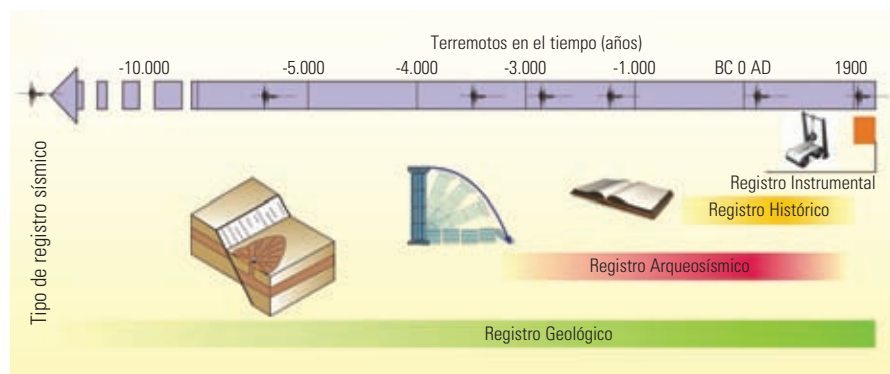 Terremotos en el tiempo (años)
-10.000 -5.000 -4.000 -3.000 -1.000 BC 0 AD 1900
Tipo de registro sísmico
Registro Instrumental
Registro Histórico
Registro Arqueosísmico
Registro Geológico